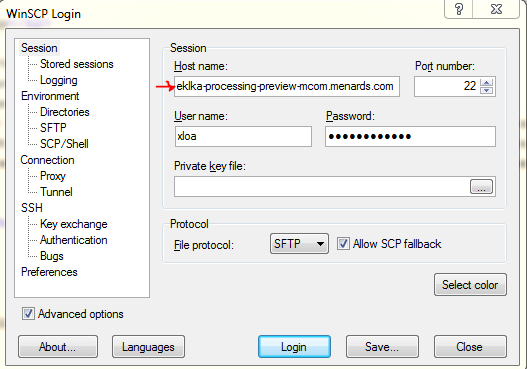 WinSCP Login
?
Session
Stored sessions
Logging
Environment
Directories
SFTP
SCP/Shell
Connection
Proxy
Tunnel
SSH
Key exchange
Authentication
Bugs
Preferences
Session
Host name:
Port number:
eklka-processing-preview-mcom.menards.com
22
User name:
Password:
xloa
••••••••••••
Private key file:
...
Protocol
File protocol:
SFTP
Allow SCP fallback
Select color
Advanced options
About...
Languages
Login
Save...
Close